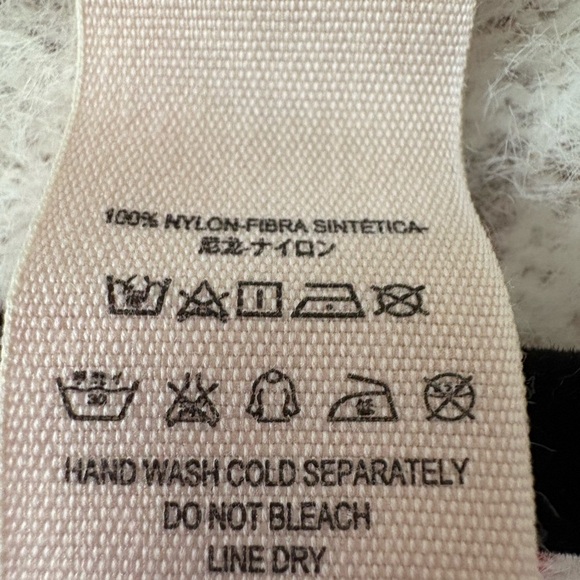 100% NYLON-FIBRA SINTÉTICA-
尼龙-ナイロン
30
HAND WASH COLD SEPARATELY
DO NOT BLEACH
LINE DRY